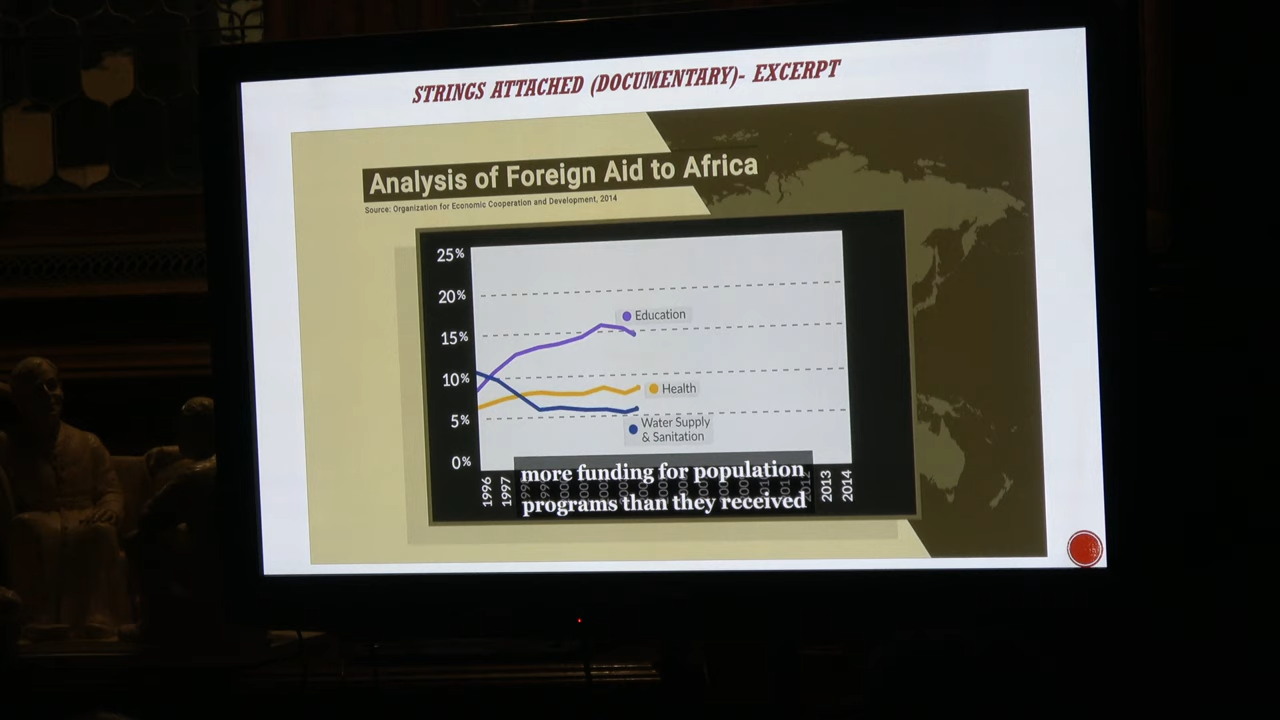 STRINGS ATTACHED (DOCUMENTARY)- EXCERPT
Analysis of Foreign Aid to Africa
Source: Organization for Economic Cooperation and Development, 2014
25%
20%
15%
10%
5%
0%
Education
Health
Water Supply
& Sanitation
more funding for population
programs than they received
1996
1997
2013
2014